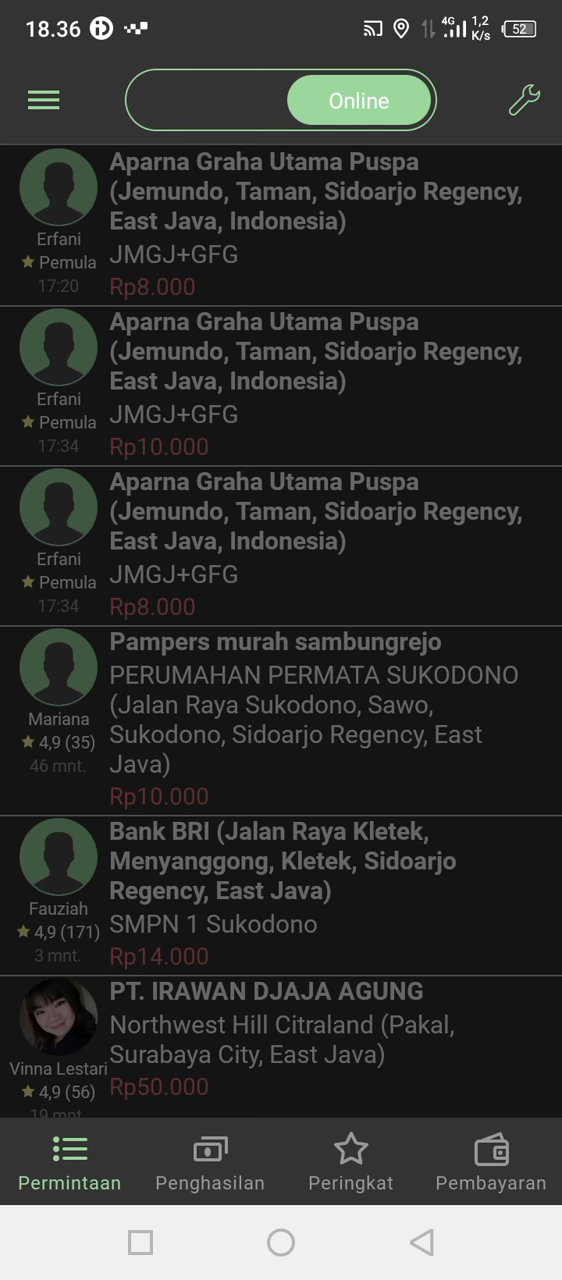 18.36
4G
1,2
K/s
52
Online
Aparna Graha Utama Puspa
(Jemundo, Taman, Sidoarjo Regency,
East Java, Indonesia)
JMGJ+GFG
Rp8.000
Erfani
Pemula
17:20
Aparna Graha Utama Puspa
(Jemundo, Taman, Sidoarjo Regency,
East Java, Indonesia)
JMGJ+GFG
Rp10.000
Erfani
Pemula
17:34
Aparna Graha Utama Puspa
(Jemundo, Taman, Sidoarjo Regency,
East Java, Indonesia)
JMGJ+GFG
Rp8.000
Erfani
Pemula
17:34
Pampers murah sambungrejo
PERUMAHAN PERMATA SUKODONO
(Jalan Raya Sukodono, Sawo,
Sukodono, Sidoarjo Regency, East
Java)
Rp10.000
Mariana
4,9 (35)
46 mnt.
Bank BRI (Jalan Raya Kletek,
Menyanggong, Kletek, Sidoarjo
Regency, East Java)
SMPN 1 Sukodono
Rp14.000
Fauziah
4,9 (171)
3 mnt.
PT. IRAWAN DJAJA AGUNG
Northwest Hill Citraland (Pakal,
Surabaya City, East Java)
Rp50.000
Vinna Lestari
4,9 (56)
19 mnt.
Permintaan
Penghasilan
Peringkat
Pembayaran